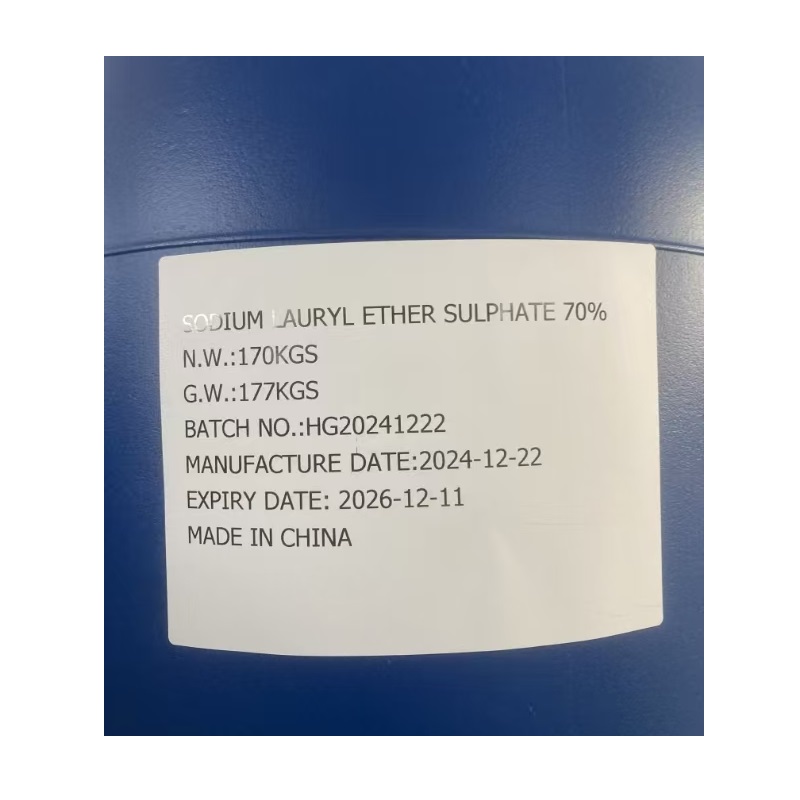 SODIUM LAURYL ETHER SULPHATE 70%
N.W.:170KGS
G.W.:177KGS
BATCH NO.:HG20241222
MANUFACTURE DATE:2024-12-22
EXPIRY DATE: 2026-12-11
MADE IN CHINA